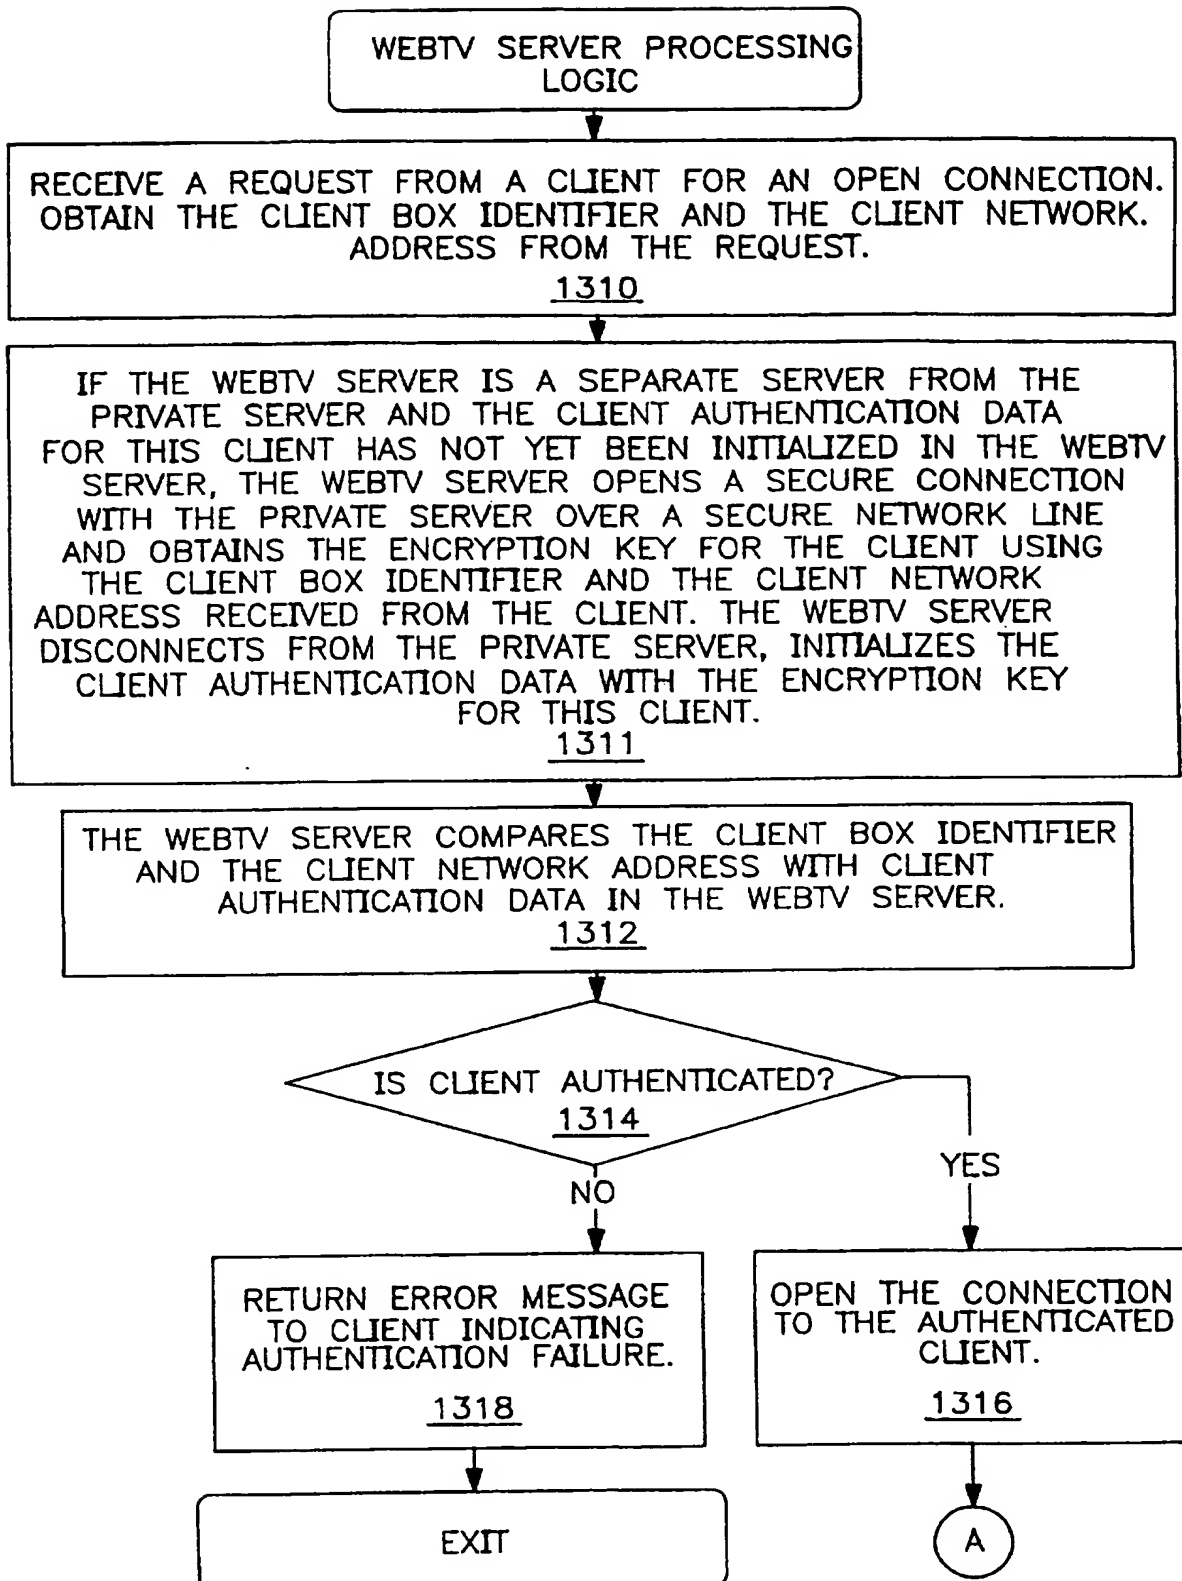 WEBTV SERVER PROCESSING
LOGIC
RECEIVE A REQUEST FROM A CLIENT FOR AN OPEN CONNECTION.
OBTAIN THE CLIENT BOX IDENTIFIER AND THE CLIENT NETWORK.
ADDRESS FROM THE REQUEST.
1310
IF THE WEBTV SERVER IS A SEPARATE SERVER FROM THE
PRIVATE SERVER AND THE CLIENT AUTHENTICATION DATA
FOR THIS CLIENT HAS NOT YET BEEN INITIALIZED IN THE WEBTV
SERVER, THE WEBTV SERVER OPENS A SECURE CONNECTION
WITH THE PRIVATE SERVER OVER A SECURE NETWORK LINE
AND OBTAINS THE ENCRYPTION KEY FOR THE CLIENT USING
THE CLIENT BOX IDENTIFIER AND THE CLIENT NETWORK
ADDRESS RECEIVED FROM THE CLIENT. THE WEBTV SERVER
DISCONNECTS FROM THE PRIVATE SERVER, INITIALIZES THE
CLIENT AUTHENTICATION DATA WITH THE ENCRYPTION KEY
FOR THIS CLIENT.
1311
THE WEBTV SERVER COMPARES THE CLIENT BOX IDENTIFIER
AND THE CLIENT NETWORK ADDRESS WITH CLIENT
AUTHENTICATION DATA IN THE WEBTV SERVER.
1312
IS CLIENT AUTHENTICATED?
1314
NO
YES
RETURN ERROR MESSAGE
TO CLIENT INDICATING
AUTHENTICATION FAILURE.
1318
OPEN THE CONNECTION
TO THE AUTHENTICATED
CLIENT.
1316
EXIT
A